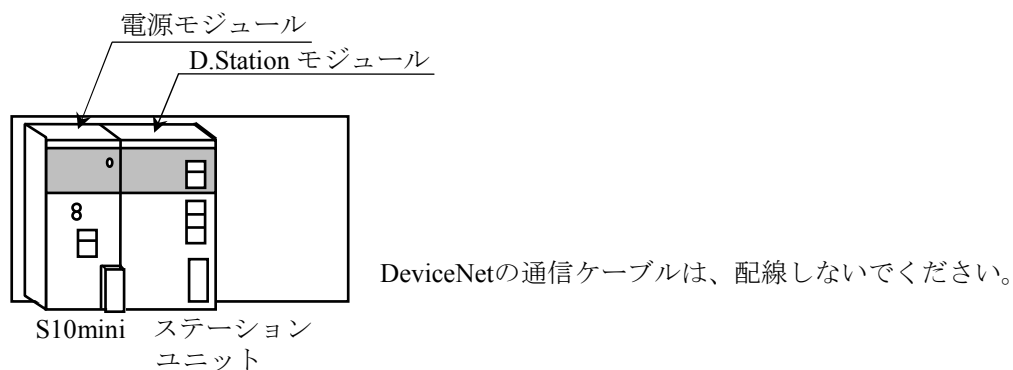 電源モジュール
D.Station モジュール
DeviceNetの通信ケーブルは、配線しないでください。
S10mini ステーション
ユニット